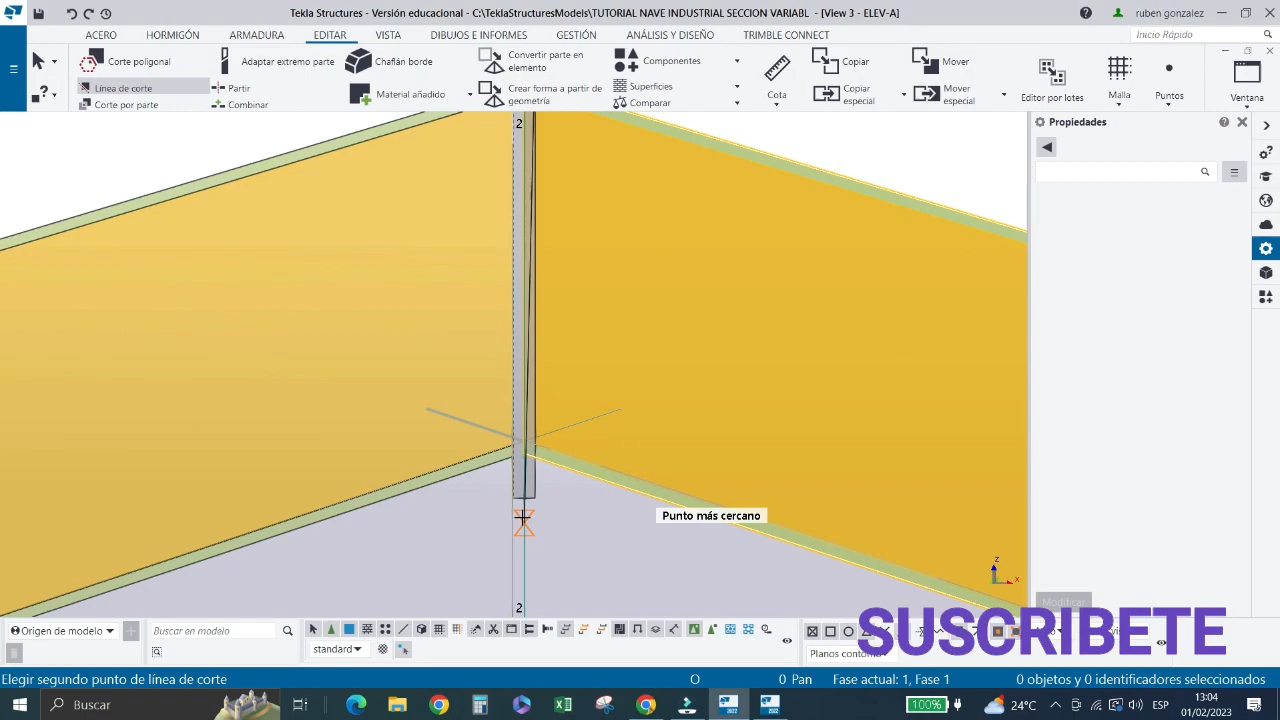 Tekla Structures - Versión educacional - C:\TeklaStructuresModels\TUTORIAL NAVE INDUSTRIAL SECCION VARIABL - [View 3 - ELEV A]
ruben gonzalez
ACERO HORMIGÓN ARMADURA EDITAR VISTA DIBUJOS E INFORMES GESTIÓN ANÁLISIS Y DISEÑO TRIMBLE CONNECT
Inicio Rápido
Corte poligonal
Línea de corte
Corte por parte
Adaptar extremo parte
Partir
Combinar
Chaflán borde
Material añadido
Convertir parte en elemento
Crear forma a partir de geometría
Componentes
Superficies
Comparar
Cota
Copiar
Copiar especial
Mover
Mover especial
Editor por lotes
Malla
Puntos
Ventana
Propiedades
2
Punto más cercano
z
x
2
Modificar
SUSCRIBETE
Origen de modelo
Buscar en modelo
standard
Planos contorno
Elegir segundo punto de línea de corte
O
0 Pan
Fase actual: 1, Fase 1
0 objetos y 0 identificadores seleccionados
Buscar
2022
2022
100%
24°C
ESP
13:04
01/02/2023